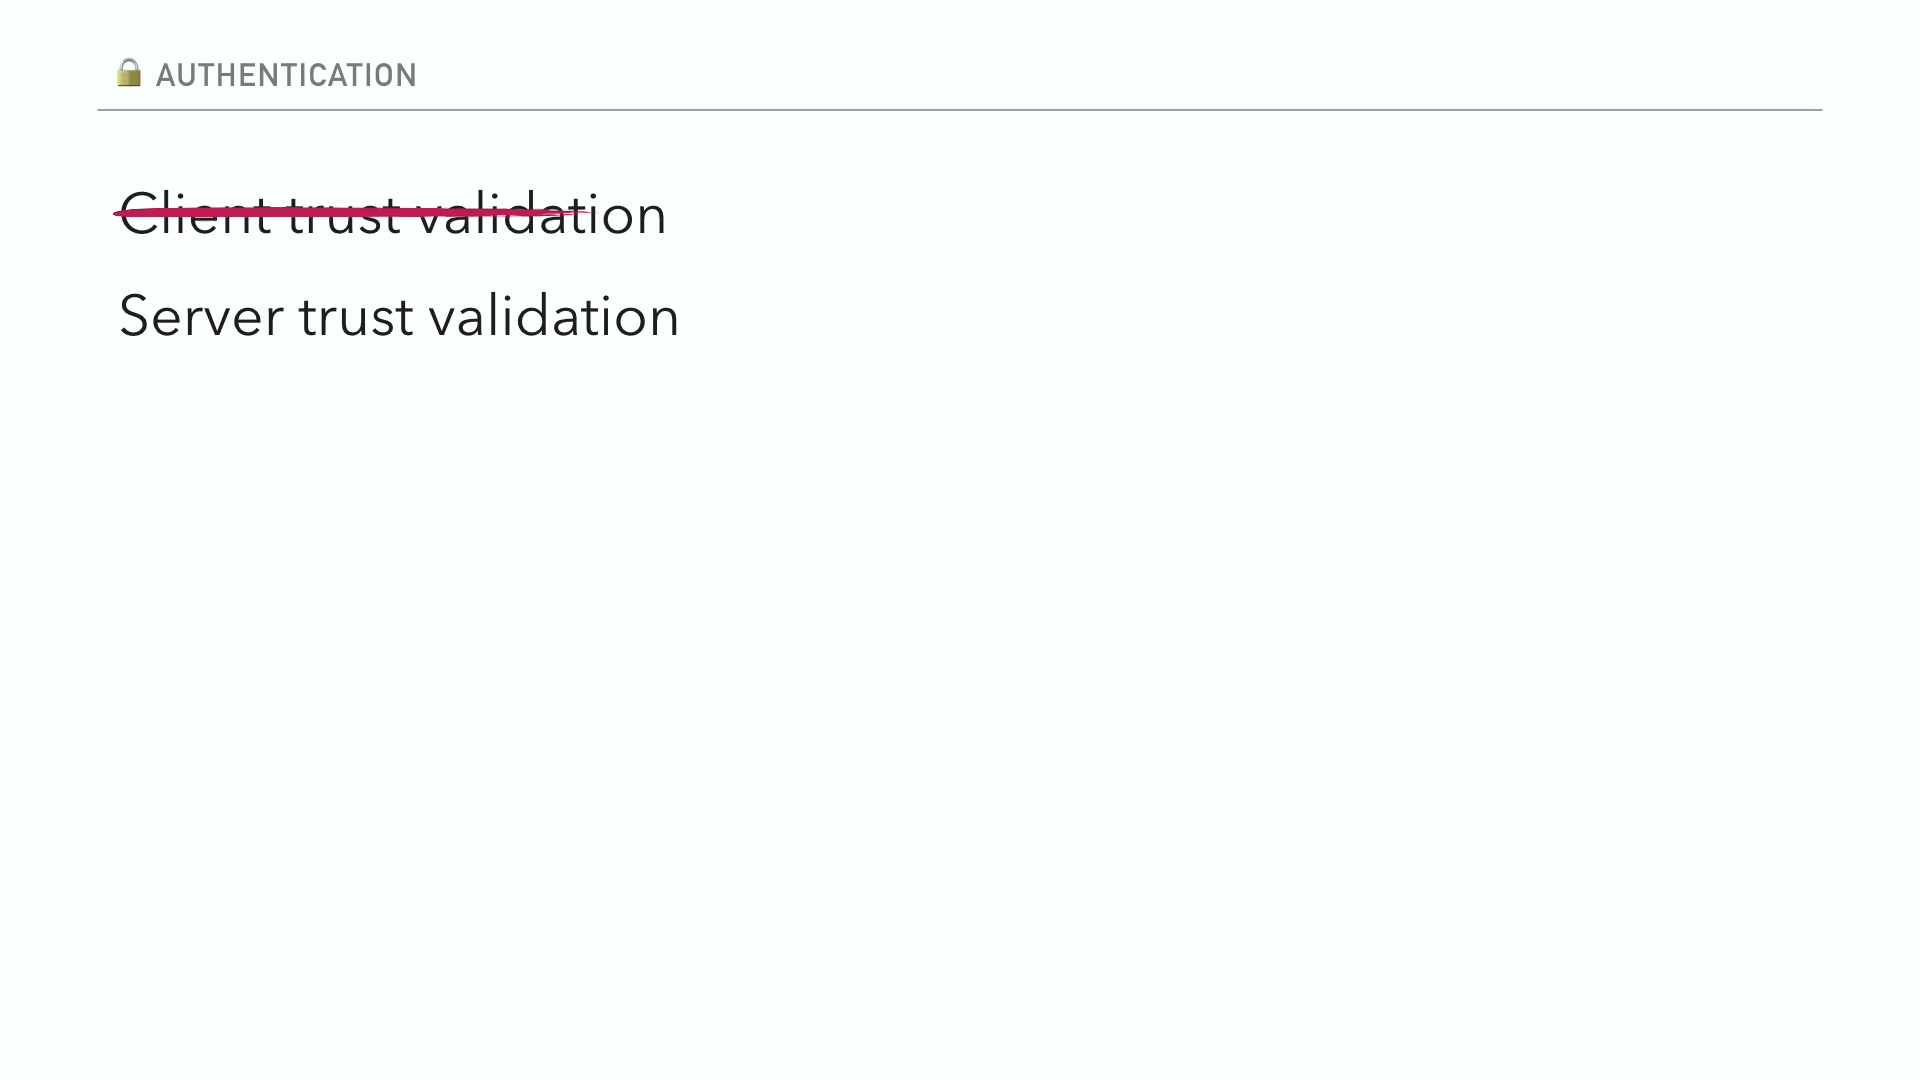 🔒 AUTHENTICATION
Client trust validation
Server trust validation